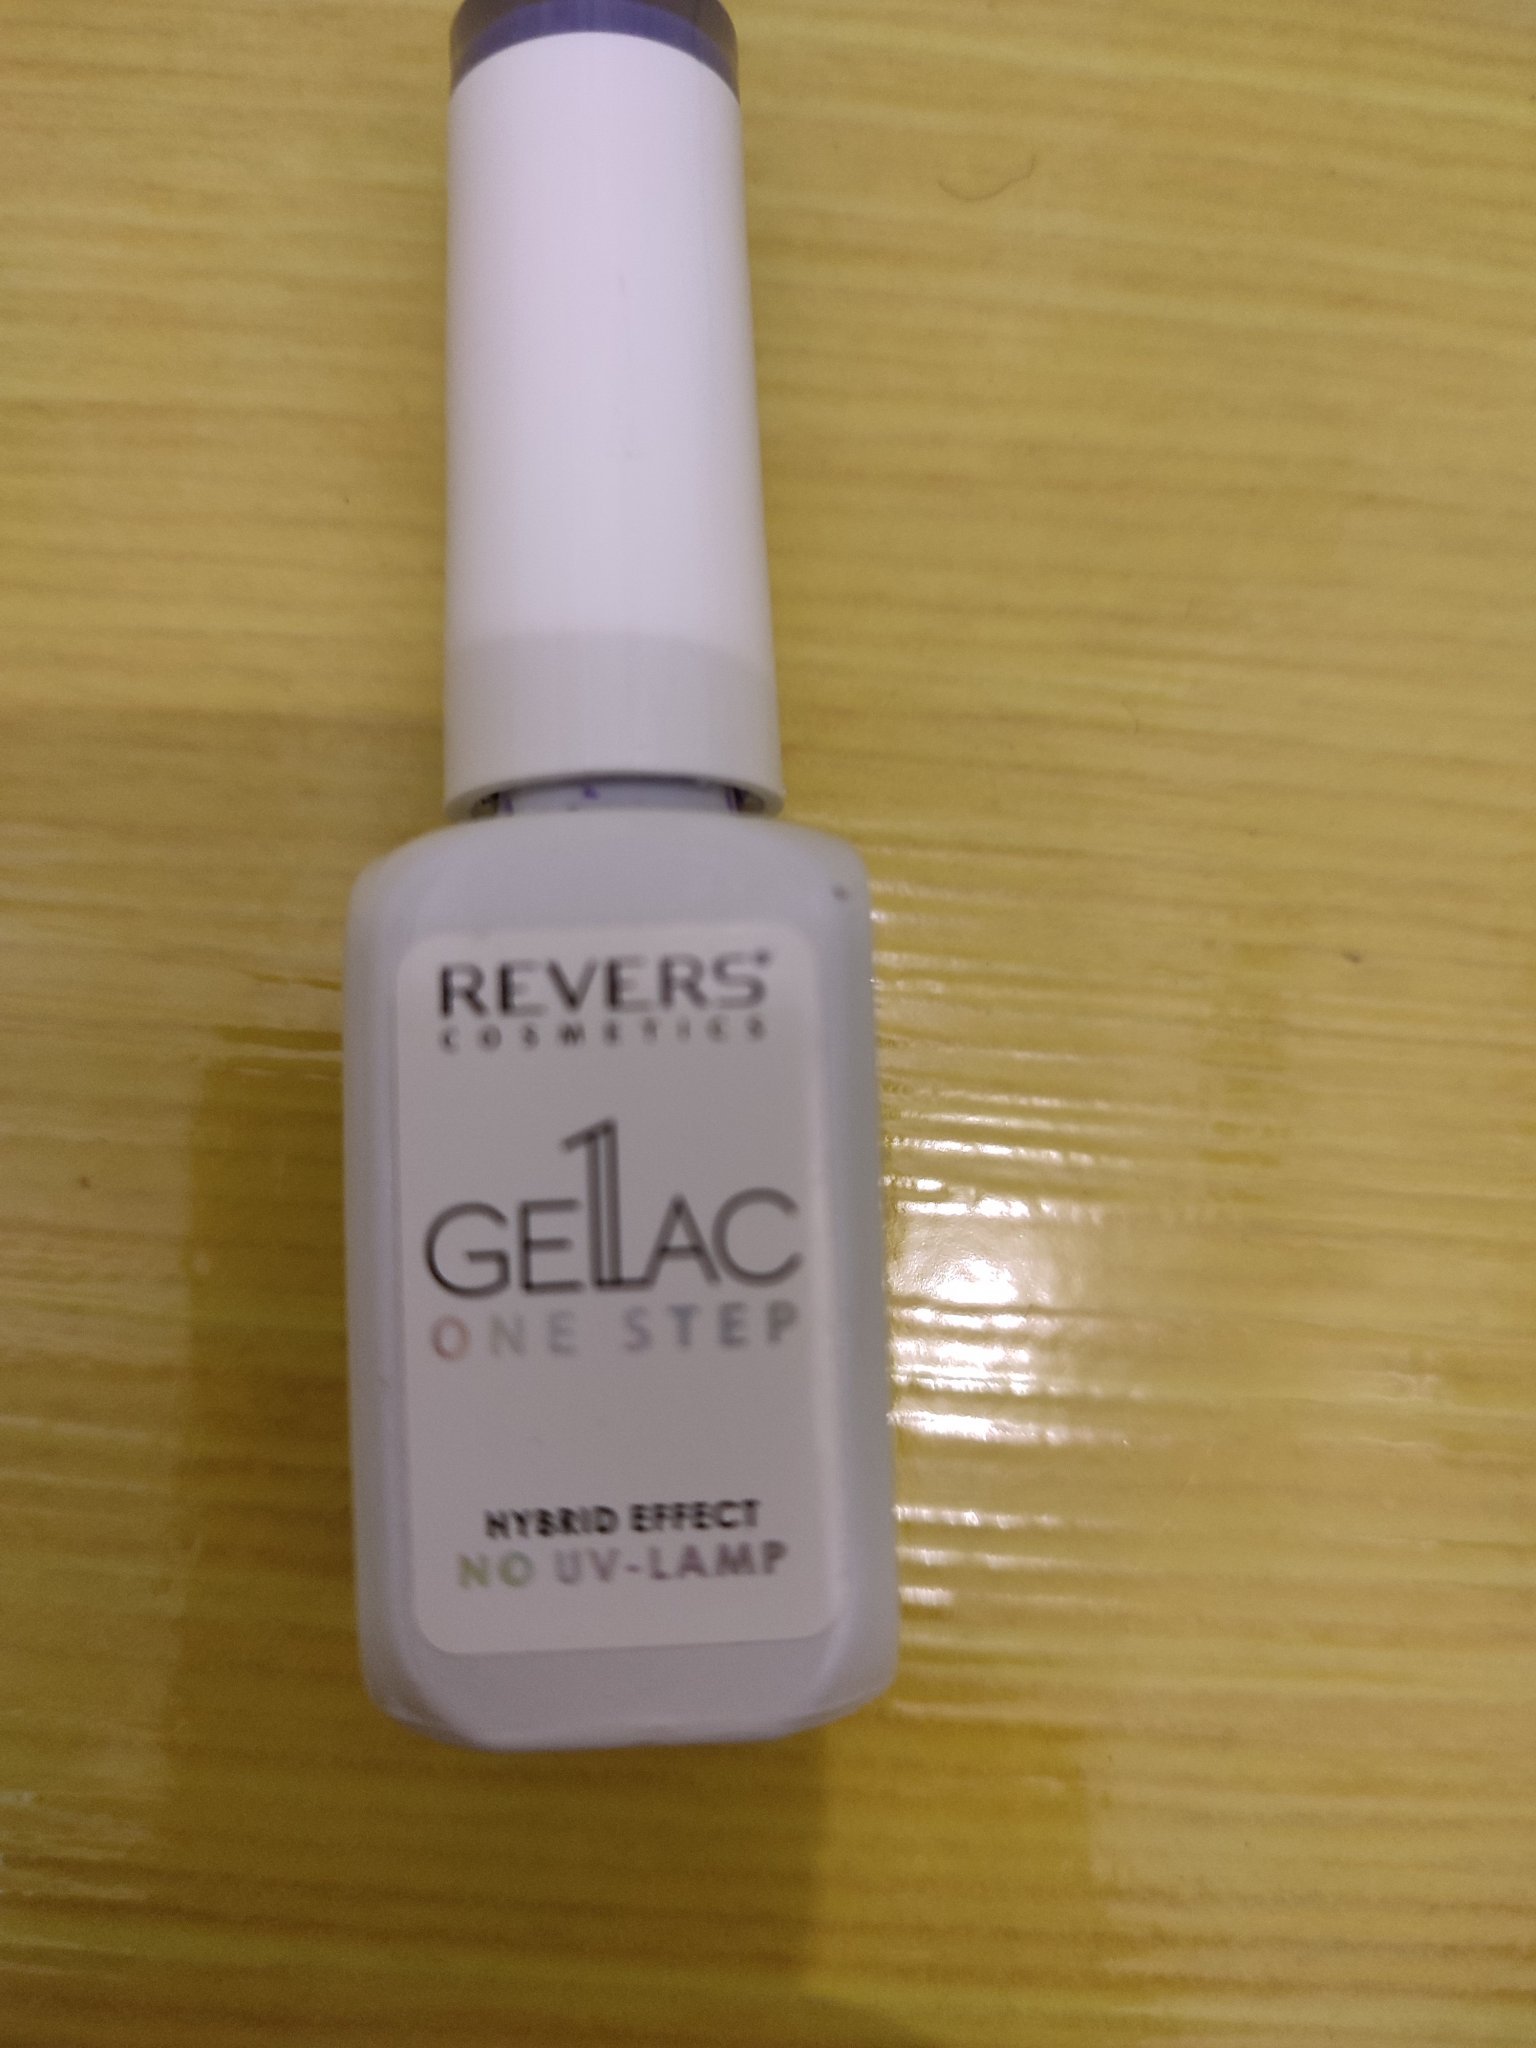 REVERS
COSMETICS
GE1LAC
ONE STEP
HYBRID EFFECT
NO UV-LAMP